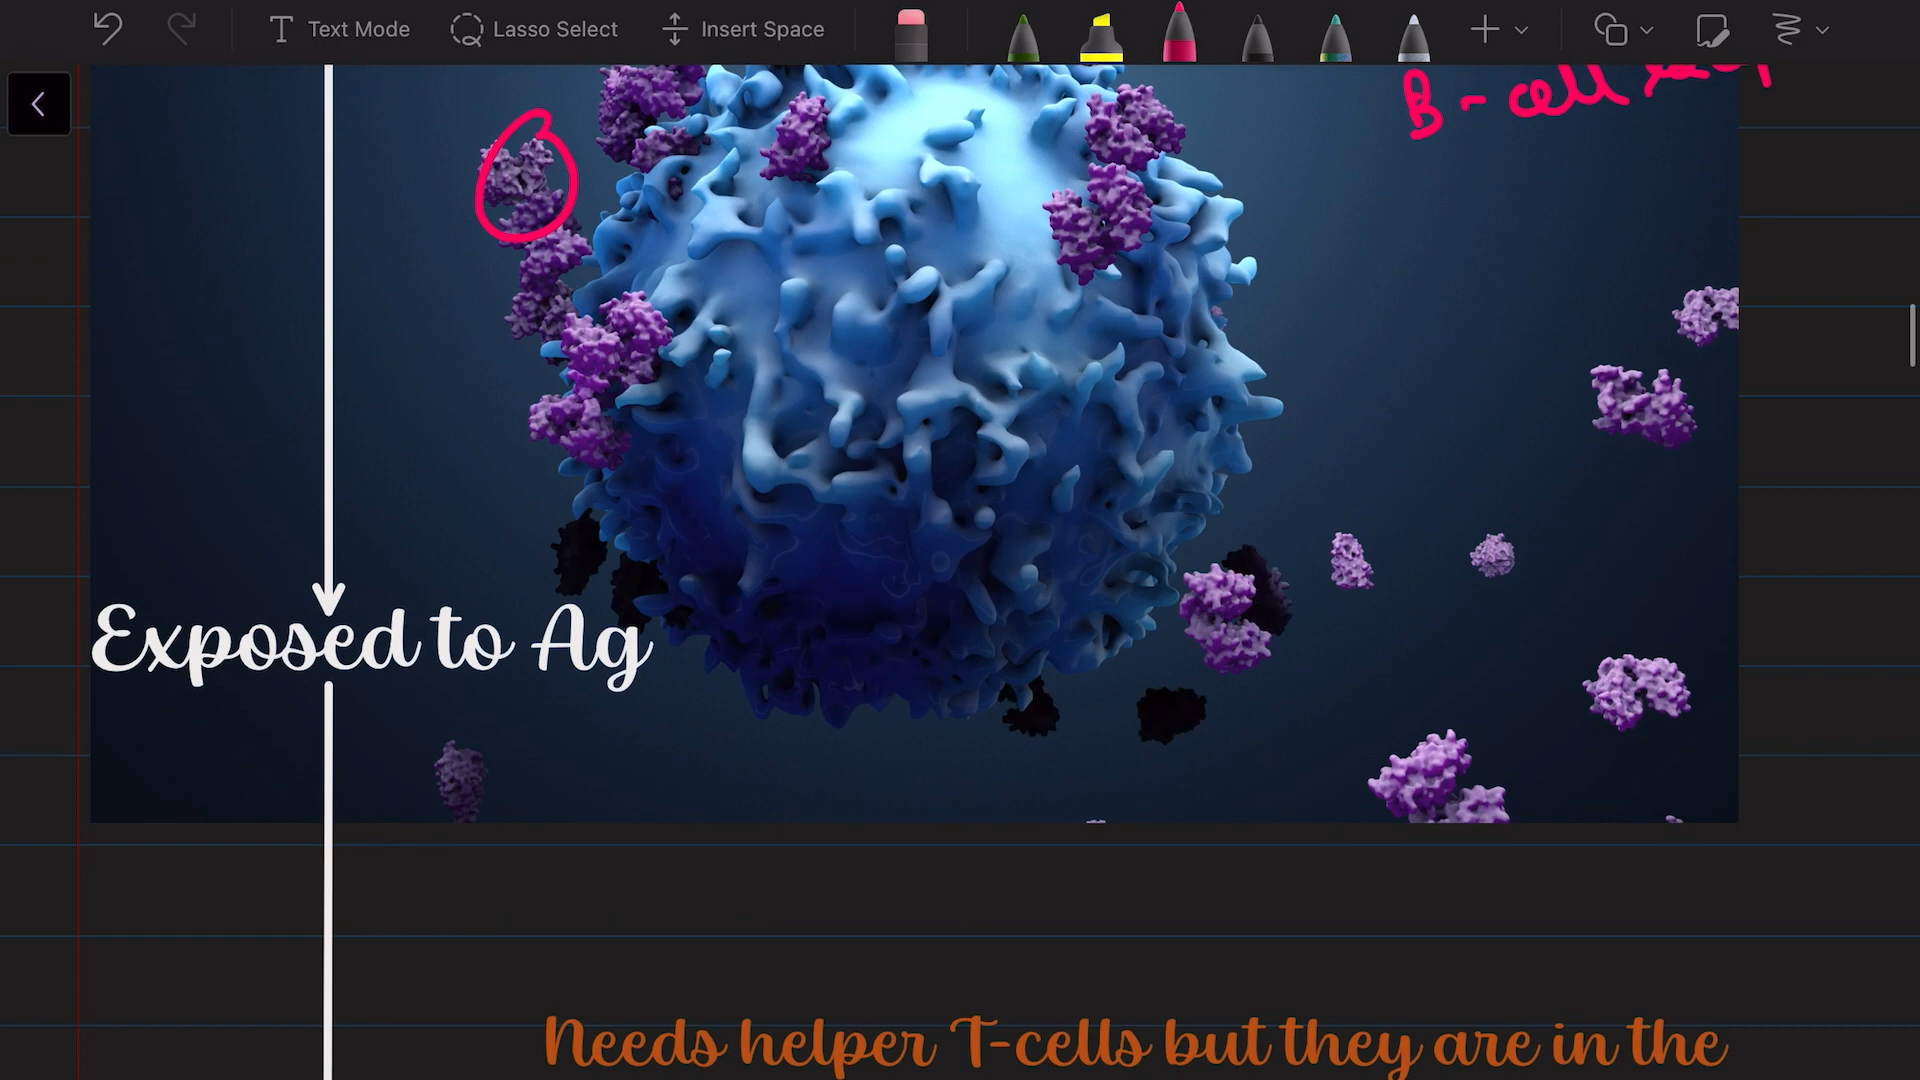 Text Mode Lasso Select Insert Space
B-cell
Exposed to Ag
Needs helper T-cells but they are in the